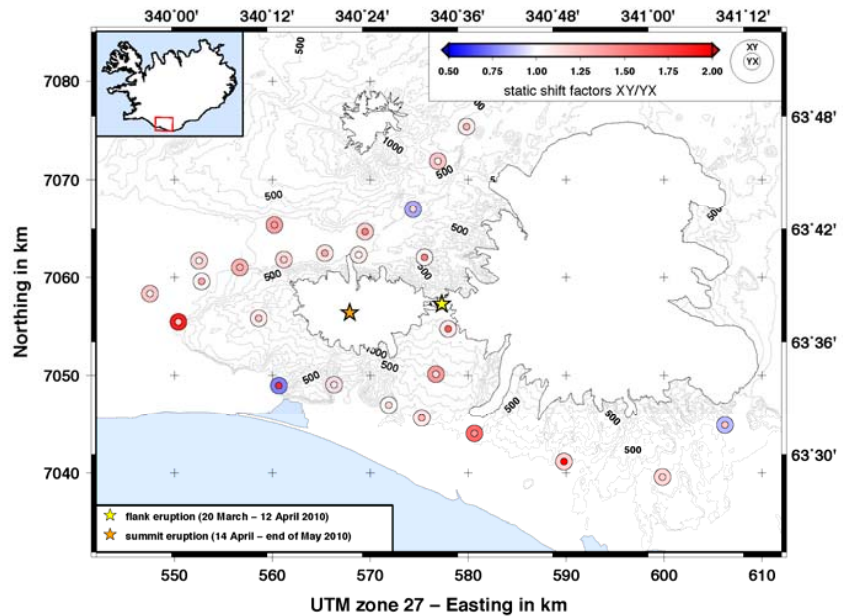 340˚00' 340˚12' 340˚24' 340˚36' 340˚48' 341˚00' 341˚12'
500
XY
YX
0.50 0.75 1.00 1.25 1.50 1.75 2.00
static shift factors XY/YX
7080
63˚48'
1000
500
7070
500
500
500
63˚42'
7060
500
500
Northing in km
63˚36'
500
7050
500
500
500
500
7040
63˚30'
flank eruption (20 March – 12 April 2010)
summit eruption (14 April – end of May 2010)
550 560 570 580 590 600 610
UTM zone 27 – Easting in km